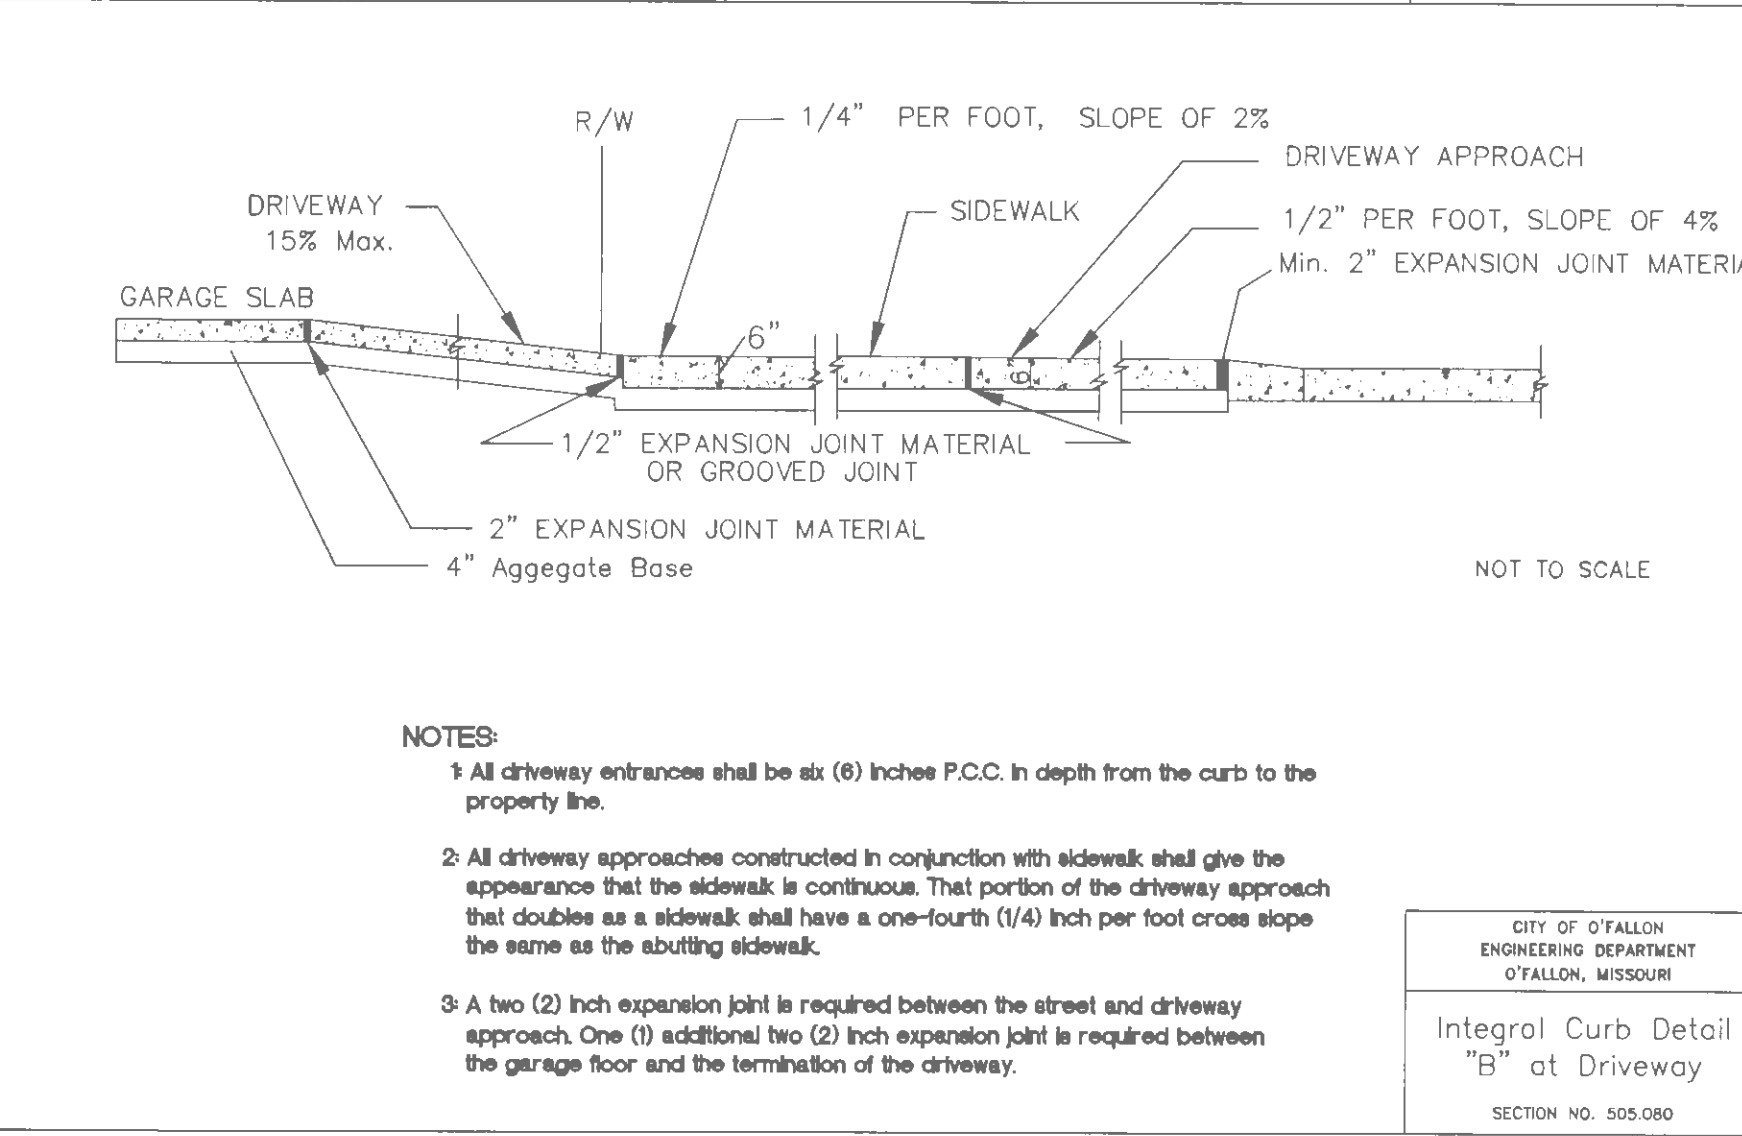 R/W
1/4" PER FOOT, SLOPE OF 2%
DRIVEWAY APPROACH
DRIVEWAY
15% Max.
SIDEWALK
1/2" PER FOOT, SLOPE OF 4%
Min. 2" EXPANSION JOINT MATERIA
GARAGE SLAB
6"
6"
1/2" EXPANSION JOINT MATERIAL
OR GROOVED JOINT
2" EXPANSION JOINT MATERIAL
4" Aggegate Base
NOT TO SCALE
NOTES:
1: All driveway entrances shall be six (6) inches P.C.C. in depth from the curb to the
property line.
2: All driveway approaches constructed in conjunction with sidewalk shall give the
appearance that the sidewalk is continuous. That portion of the driveway approach
that doubles as a sidewalk shall have a one-fourth (1/4) inch per foot cross slope
the same as the abutting sidewalk.
3: A two (2) inch expansion joint is required between the street and driveway
approach. One (1) additional two (2) inch expansion joint is required between
the garage floor and the termination of the driveway.
CITY OF O'FALLON
ENGINEERING DEPARTMENT
O'FALLON, MISSOURI
Integral Curb Detail
"B" at Driveway
SECTION NO. 505.080